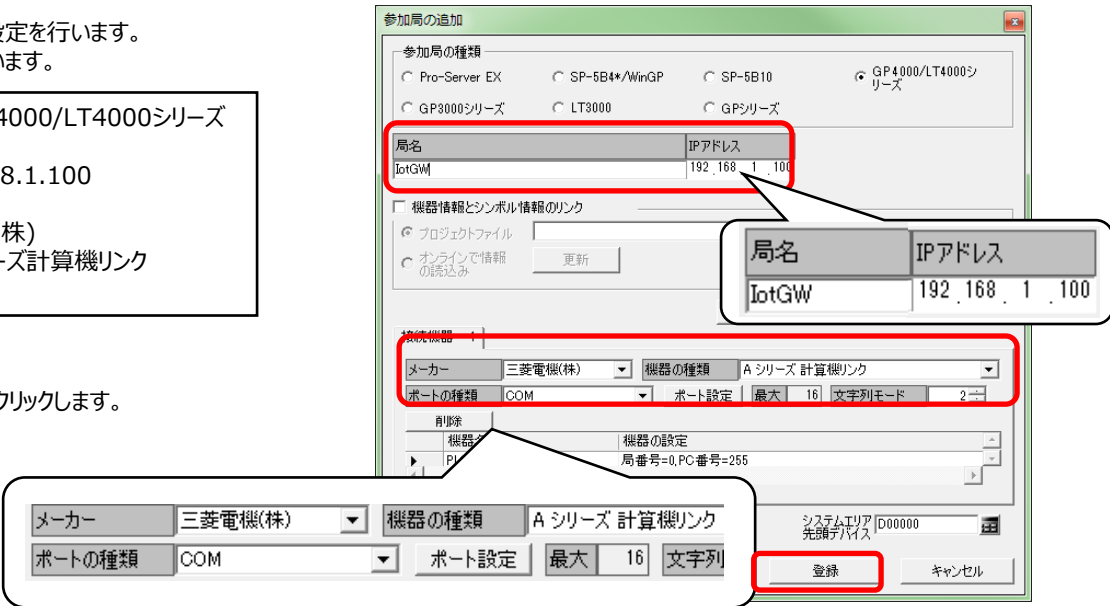 定を行います。
います。
4000/LT4000シリーズ
8.1.100
株)
ーズ計算機リンク
クリックします。
参加局の追加
参加局の種類
Pro-Server EX
SP-5B4*/WinGP
SP-5B10
GP4000/LT4000シ
リーズ
GP3000シリーズ
LT3000
GPシリーズ
局名
IPアドレス
IotGW
192.168.1.100
機器情報とシンボル情報のリンク
プロジェクトファイル
オンラインで情報
の読込み
更新
局名
IPアドレス
IotGW
192.168.1.100
接続機器
メーカー
三菱電機(株)
機器の種類
A シリーズ 計算機リンク
ポートの種類
COM
ポート設定
最大
16
文字列モード
2
削除
機器
機器の設定
局番号=0,PC番号=255
メーカー
三菱電機(株)
機器の種類
A シリーズ 計算機リンク
ポートの種類
COM
ポート設定
最大
16
文字列
システムエリア
先頭デバイス
D00000
登録
キャンセル